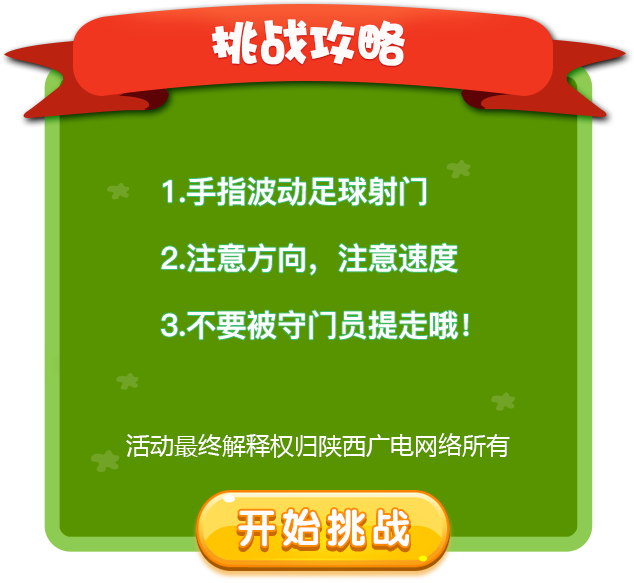 挑战攻略
1.手指波动足球射门
2.注意方向，注意速度
3.不要被守门员提走哦！
活动最终解释权归陕西广电网络所有
开始挑战